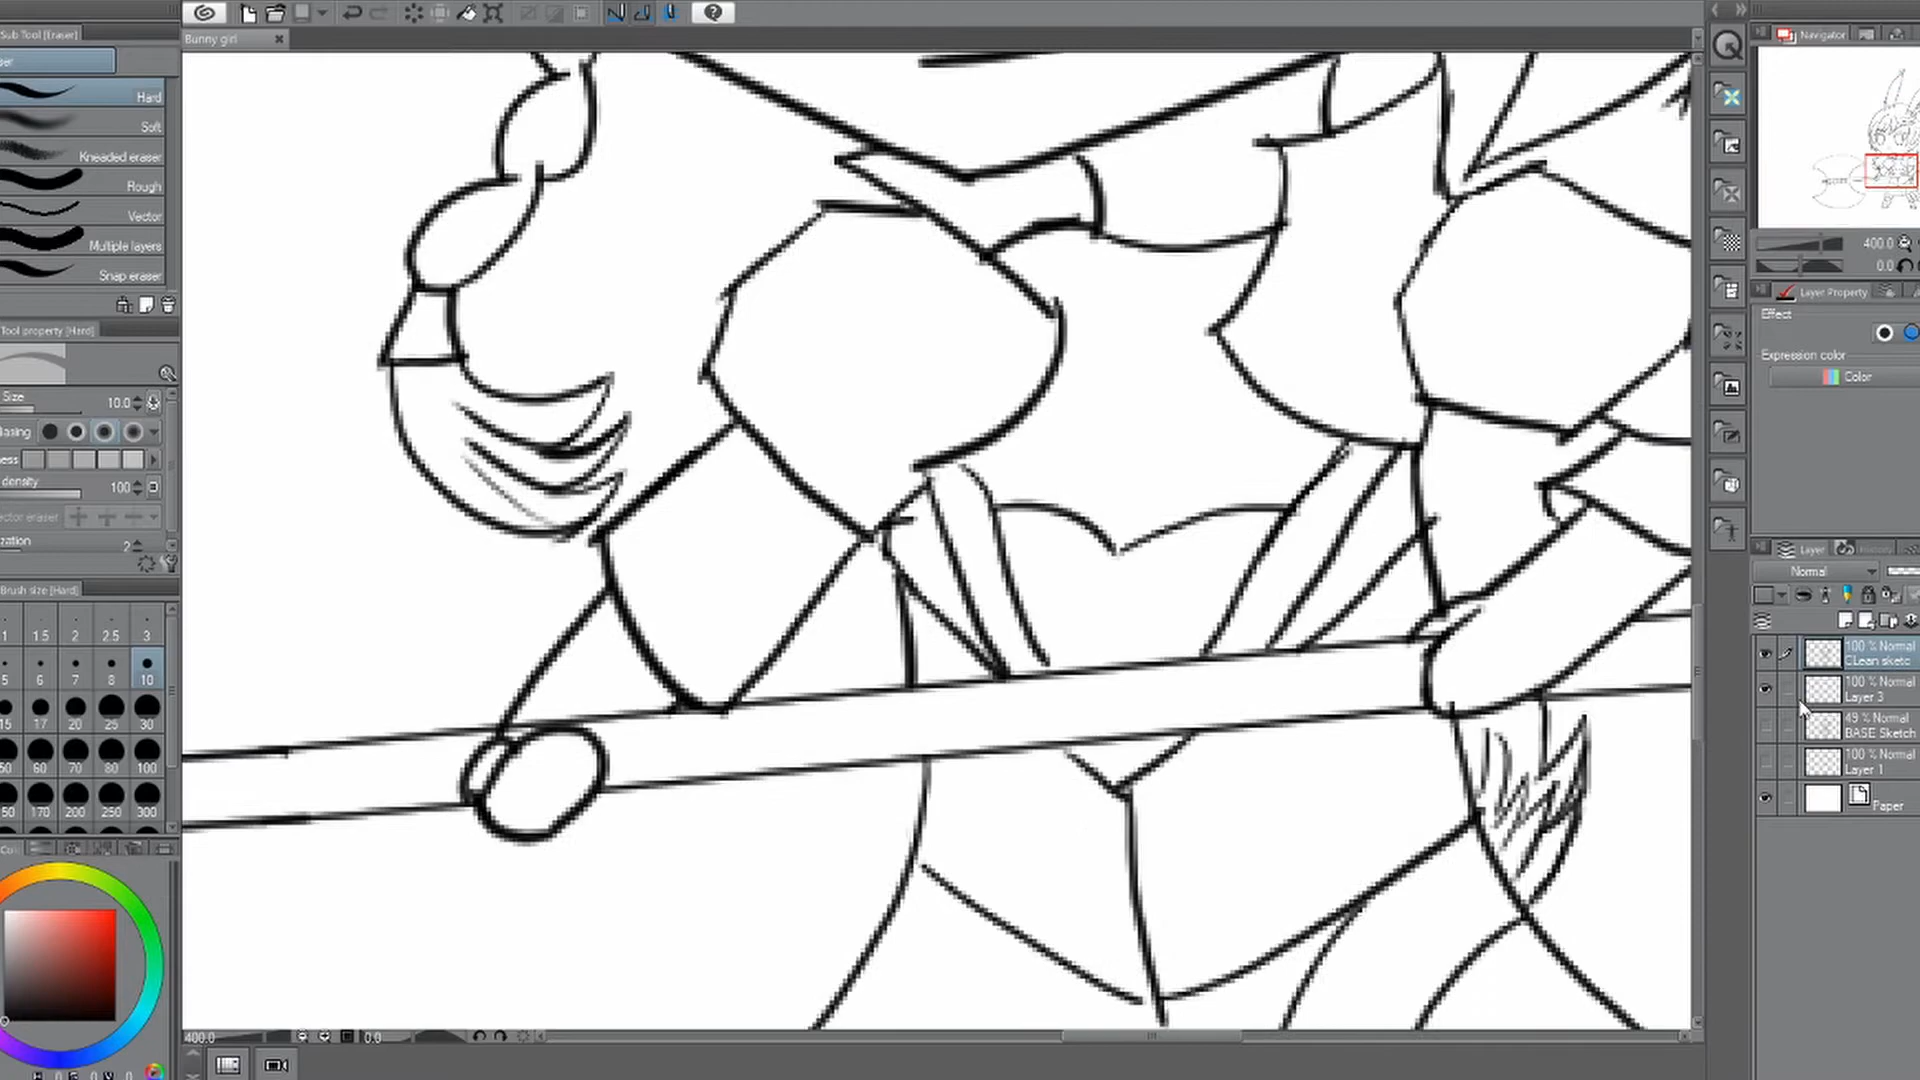 Bunny girl
Sub Tool [Eraser]
Hard
Soft
Kneaded eraser
Rough
Vector
Multiple layers
Snap eraser
Tool property [Hard]
Size
10.0
density
100
2
Brush size [Hard]
1 1.5 2 2.5 3
5 6 7 8 10
15 17 20 25 30
50 60 70 80 100
50 170 200 250 300
400.0
0.0
Navigator
400.0
0.0
Layer Property
Effect
Expression color
Color
Layer
Normal
100 % Normal
CLean sketc
100 % Normal
Layer 3
49 % Normal
BASE Sketch
100 % Normal
Layer 1
Paper